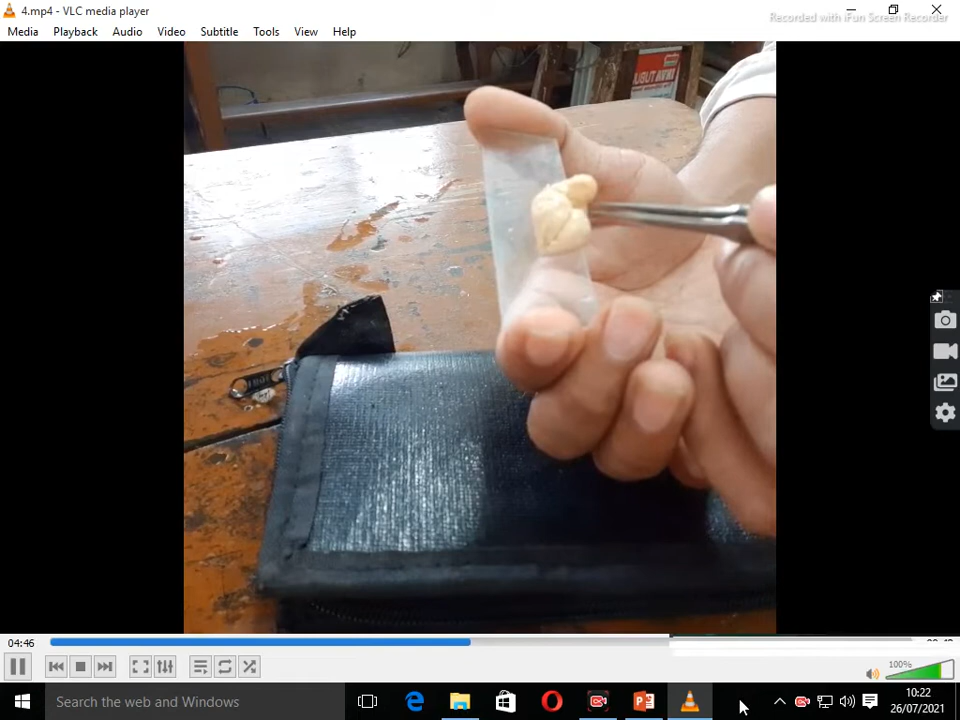 4.mp4 - VLC media player
Recorded with iFun Screen Recorder
Media Playback Audio Video Subtitle Tools View Help
04:46
100%
Search the web and Windows
10:22
26/07/2021